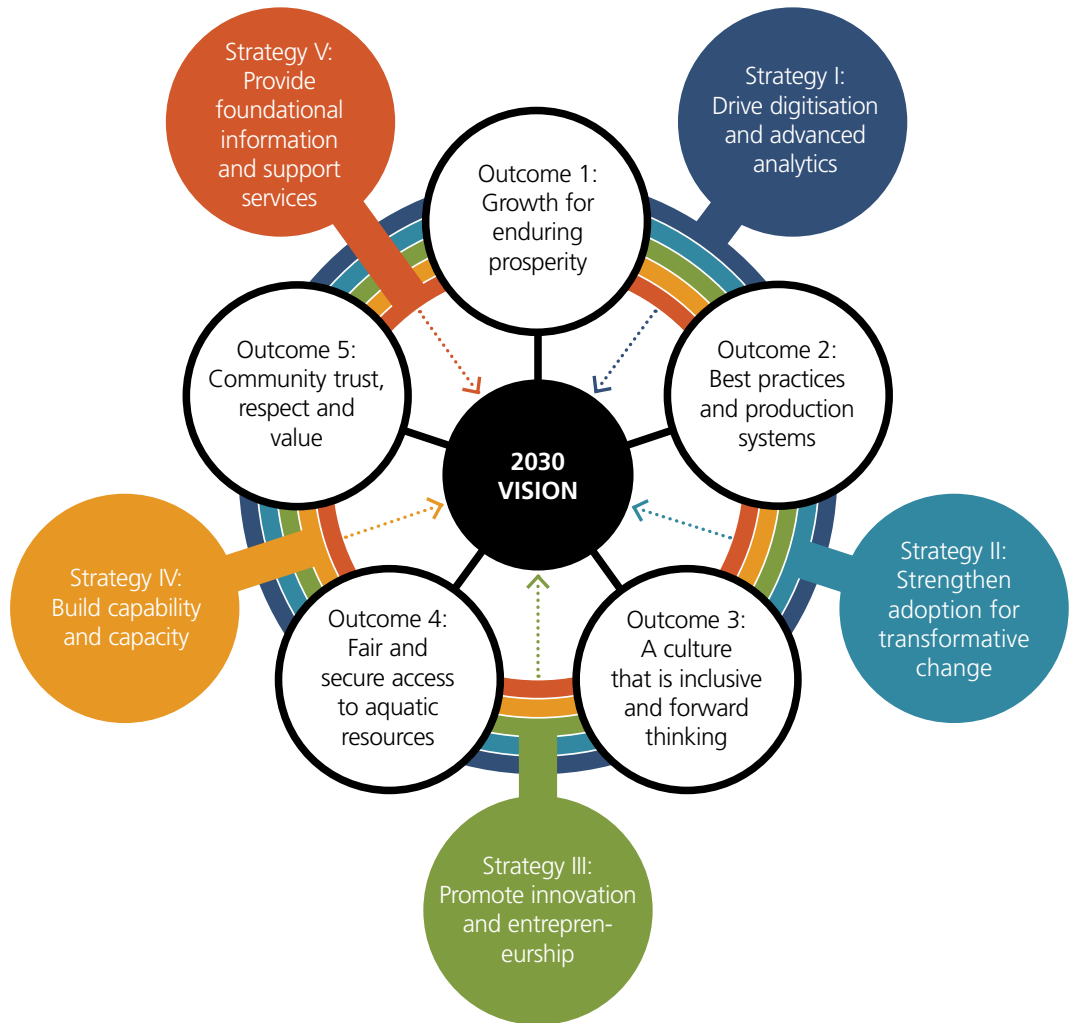 Strategy V:
Provide
foundational
information
and support
services
Strategy I:
Drive digitisation
and advanced
analytics
Outcome 1:
Growth for
enduring
prosperity
Outcome 5:
Community trust,
respect and
value
Outcome 2:
Best practices
and production
systems
2030
VISION
Strategy IV:
Build capability
and capacity
Strategy II:
Strengthen
adoption for
transformative
change
Outcome 4:
Fair and
secure access
to aquatic
resources
Outcome 3:
A culture
that is inclusive
and forward
thinking
Strategy III:
Promote innovation
and entrepren-
eurship